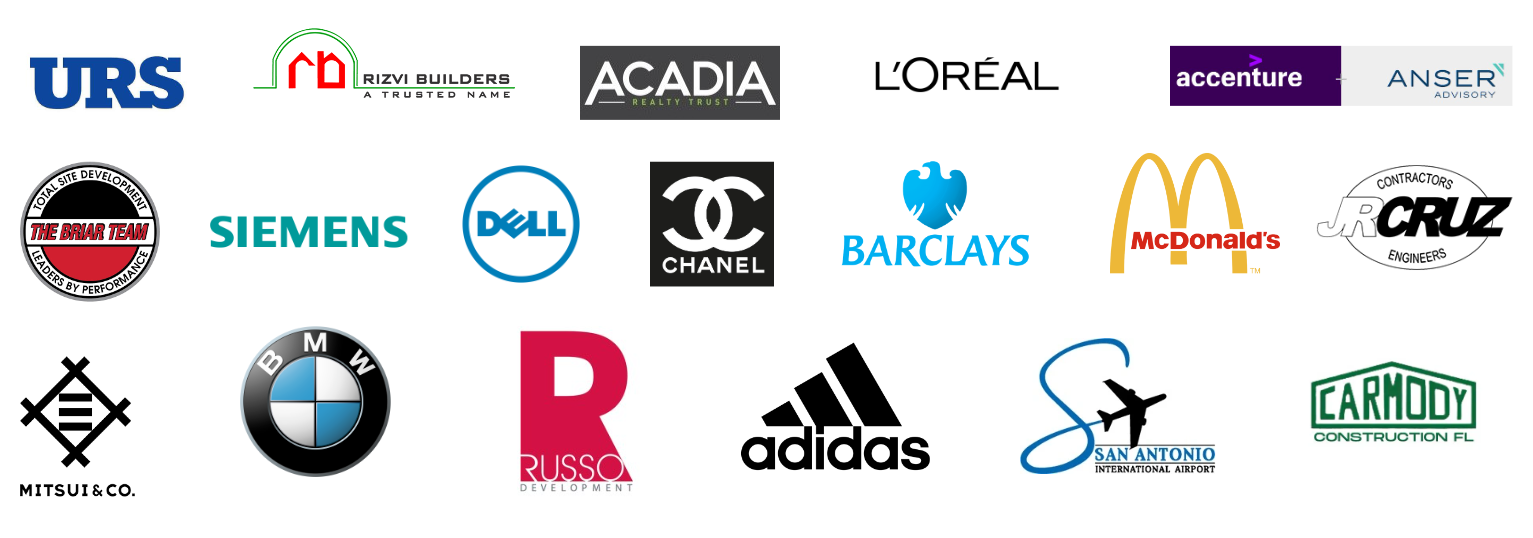 URS
rb
RIZVI BUILDERS
A TRUSTED NAME
ACADIA
REALTY TRUST
L'ORÉAL
>
accenture
+
ANSER
ADVISORY
TOTAL SITE DEVELOPMENT
THE BRIAR TEAM
LEADERS BY PERFORMANCE
SIEMENS
DELL
CHANEL
BARCLAYS
McDonald's
TM
CONTRACTORS
JRCRUZ
ENGINEERS
MITSUI & CO.
BMW
R
RUSSO
DEVELOPMENT
adidas
S
SAN ANTONIO
INTERNATIONAL AIRPORT
CARMODY
CONSTRUCTION FL